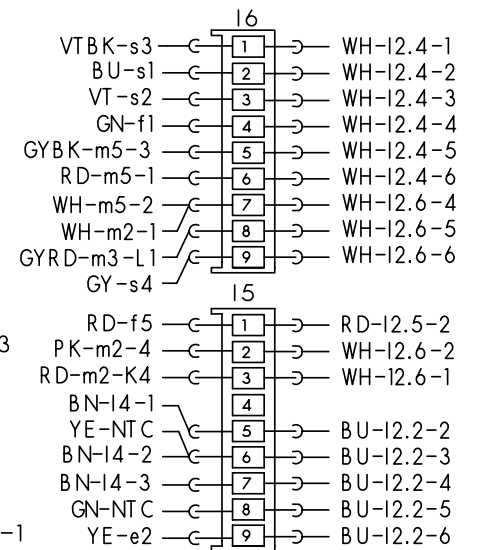 I6
VTBK-s3 1 WH-I2.4-1
BU-s1 2 WH-I2.4-2
VT-s2 3 WH-I2.4-3
GN-f1 4 WH-I2.4-4
GYBK-m5-3 5 WH-I2.4-5
RD-m5-1 6 WH-I2.4-6
WH-m5-2 7 WH-I2.6-4
WH-m2-1 8 WH-I2.6-5
GYRD-m3-L1 9 WH-I2.6-6
GY-s4
I5
RD-f5 1 RD-I2.5-2
3 PK-m2-4 2 WH-I2.6-2
RD-m2-K4 3 WH-12.6-1
BN-I4-1 4
YE-NTC 5 BU-I2.2-2
BN-I4-2 6 BU-I2.2-3
BN-I4-3 7 BU-I2.2-4
GN-NTC 8 BU-I2.2-5
-1 YE-e2 9 BU-I2.2-6